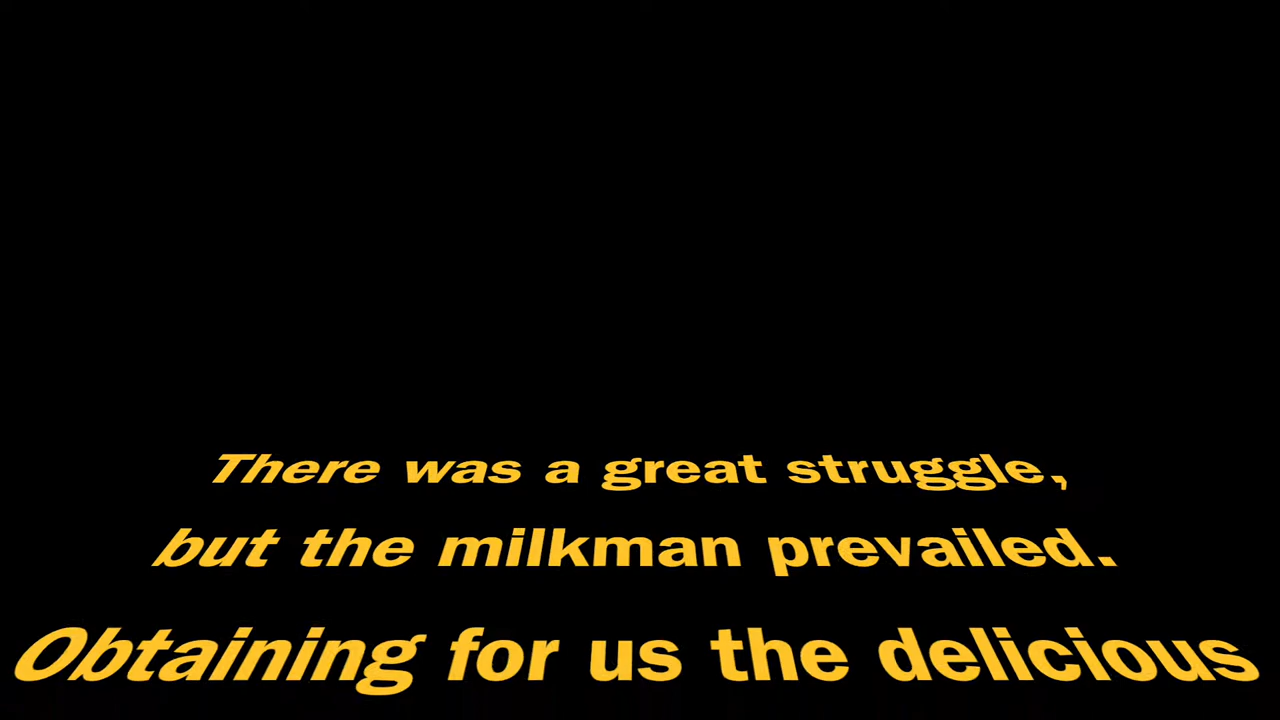 There was a great struggle,
but the milkman prevailed.
Obtaining for us the delicious